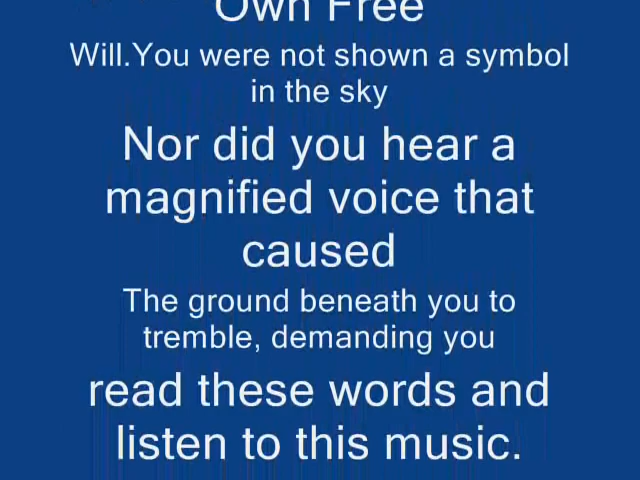 Own Free
Will.You were not shown a symbol
in the sky
Nor did you hear a
magnified voice that
caused
The ground beneath you to
tremble, demanding you
read these words and
listen to this music.